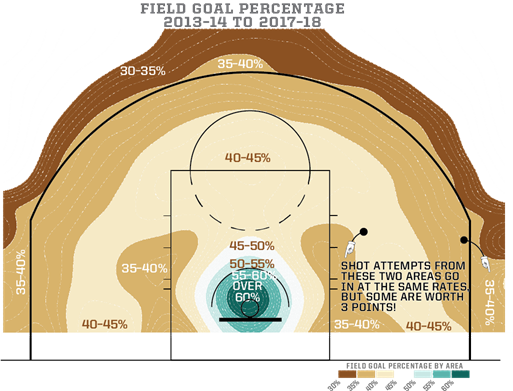 FIELD GOAL PERCENTAGE
2013-14 TO 2017-18
30-35%
35-40%
40-45%
45-50%
50-55%
55-60%
OVER
60%
35-40%
35-40%
SHOT ATTEMPTS FROM
THESE TWO AREAS GO
IN AT THE SAME RATES.
BUT SOME ARE WORTH
3 POINTS!
35-40%
40-45%
35-40%
40-45%
FIELD GOAL PERCENTAGE BY AREA
30% 35% 40% 45% 50% 55% 60%